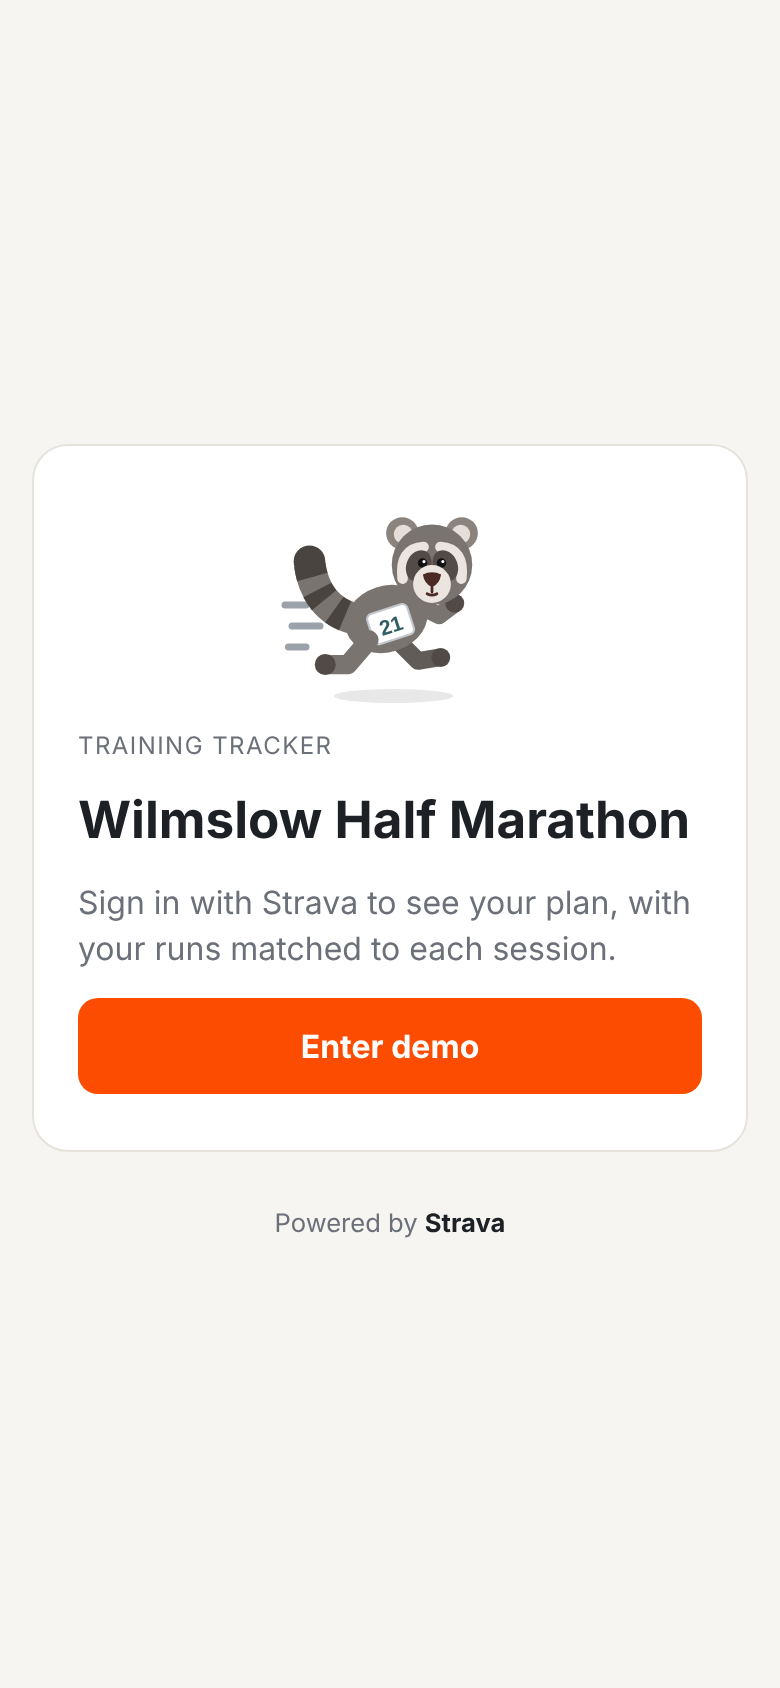 21
TRAINING TRACKER
Wilmslow Half Marathon
Sign in with Strava to see your plan, with
your runs matched to each session.
Enter demo
Powered by Strava